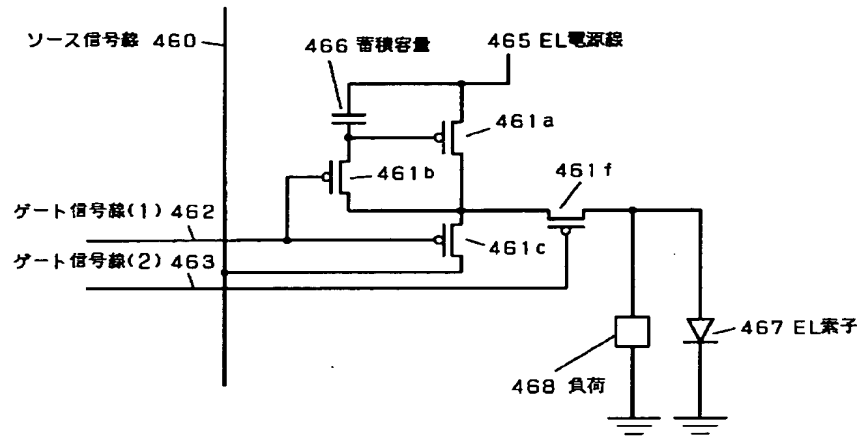 ソース信号線 460
466 蓄積容量
465 EL電源線
461a
461b
461f
ゲート信号線(1) 462
461c
ゲート信号線(2) 463
467 EL素子
468 負荷